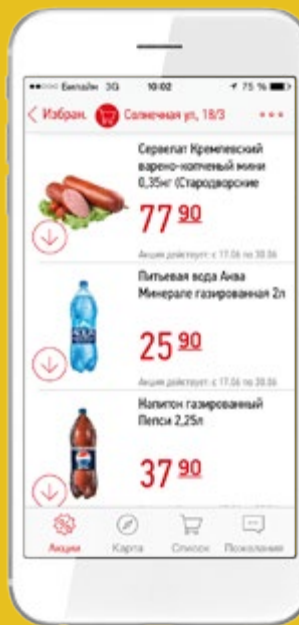 Билайн 3G 10:02 75 %
Избран. Солнечная ул, 18/3
Сервелат Кремлевский
варено-копченый мини
0,35кг (Стародворские
77 90
Акция действует: с 17.06 по 30.06
Питьевая вода Аква
Минерале газированная 2л
25 90
Акция действует: с 17.06 по 30.06
Напиток газированный
Пепси 2,25л
37 90
Акции Карта Список Пожелания